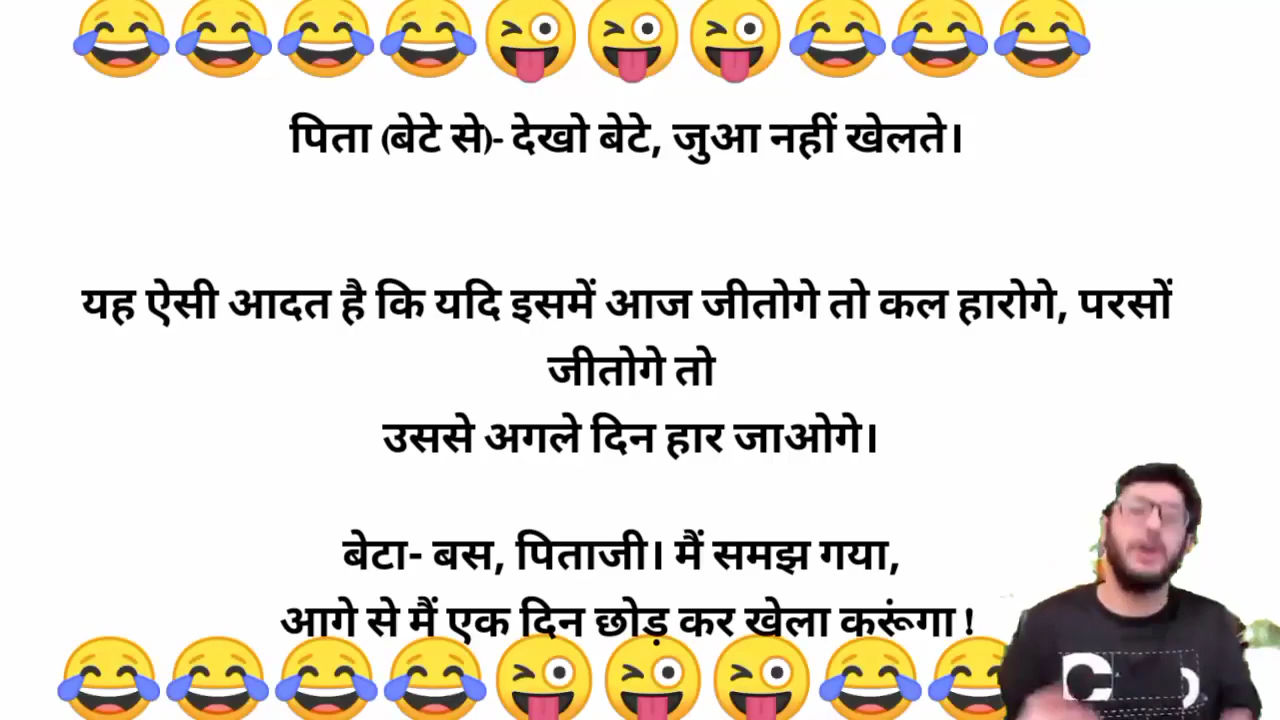 पिता (बेटे से)- देखो बेटे, जुआ नहीं खेलते।
यह ऐसी आदत है कि यदि इसमें आज जीतोगे तो कल हारोगे, परसों
जीतोगे तो
उससे अगले दिन हार जाओगे।
बेटा- बस, पिताजी। मैं समझ गया,
आगे से मैं एक दिन छोड़ कर खेला करूंगा !